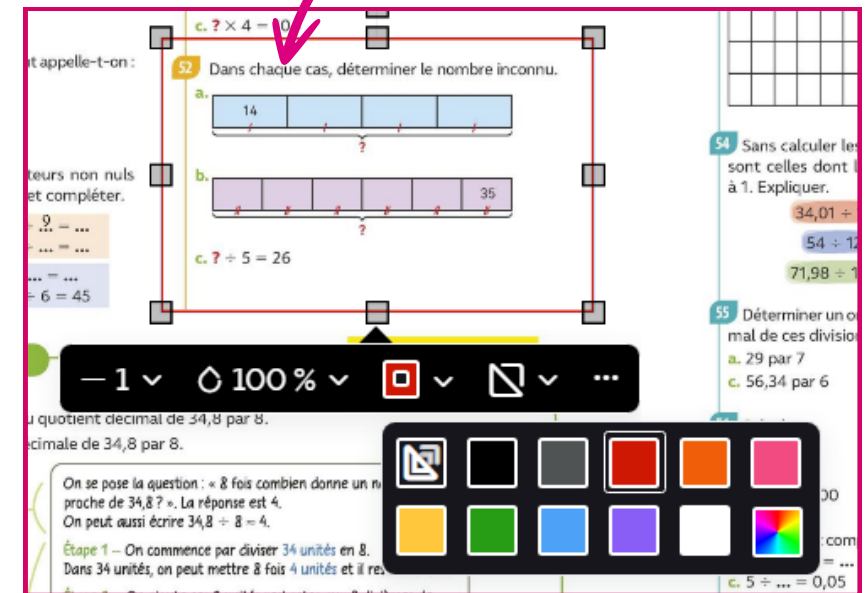 c. ? × 4 =
52 Dans chaque cas, déterminer le nombre inconnu.
a.
14
?
b.
35
?
c. ? ÷ 5 = 26
t appelle-t-on :
teurs non nuls
et compléter.
÷ 9 = ...
÷ ... = ...
... = ...
÷ 6 = 45
54 Sans calculer les
sont celles dont l
à 1. Expliquer.
34,01 ÷
54 ÷ 12
71,98 ÷ 1
55 Déterminer un o
mal de ces divisio
a. 29 par 7
c. 56,34 par 6
1
100 %
...
u quotient décimal de 34,8 par 8.
écimale de 34,8 par 8.
On se pose la question : « 8 fois combien donne un n
proche de 34,8 ? ». La réponse est 4.
On peut aussi écrire 34,8 ÷ 8 ≈ 4.
Étape 1 – On commence par diviser 34 unités en 8.
Dans 34 unités, on peut mettre 8 fois 4 unités et il re
00
com
= ...
c. 5 ÷ ... = 0,05